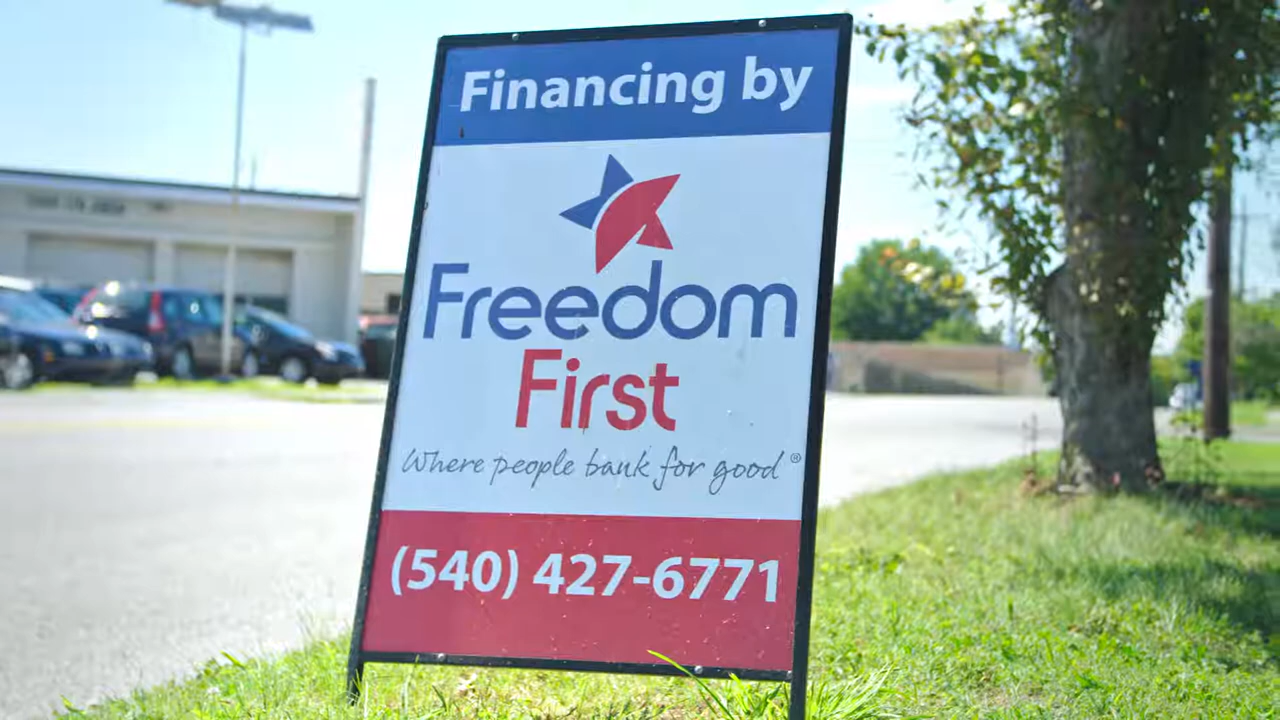 Financing by
Freedom
First
Where people bank for good®
(540) 427-6771